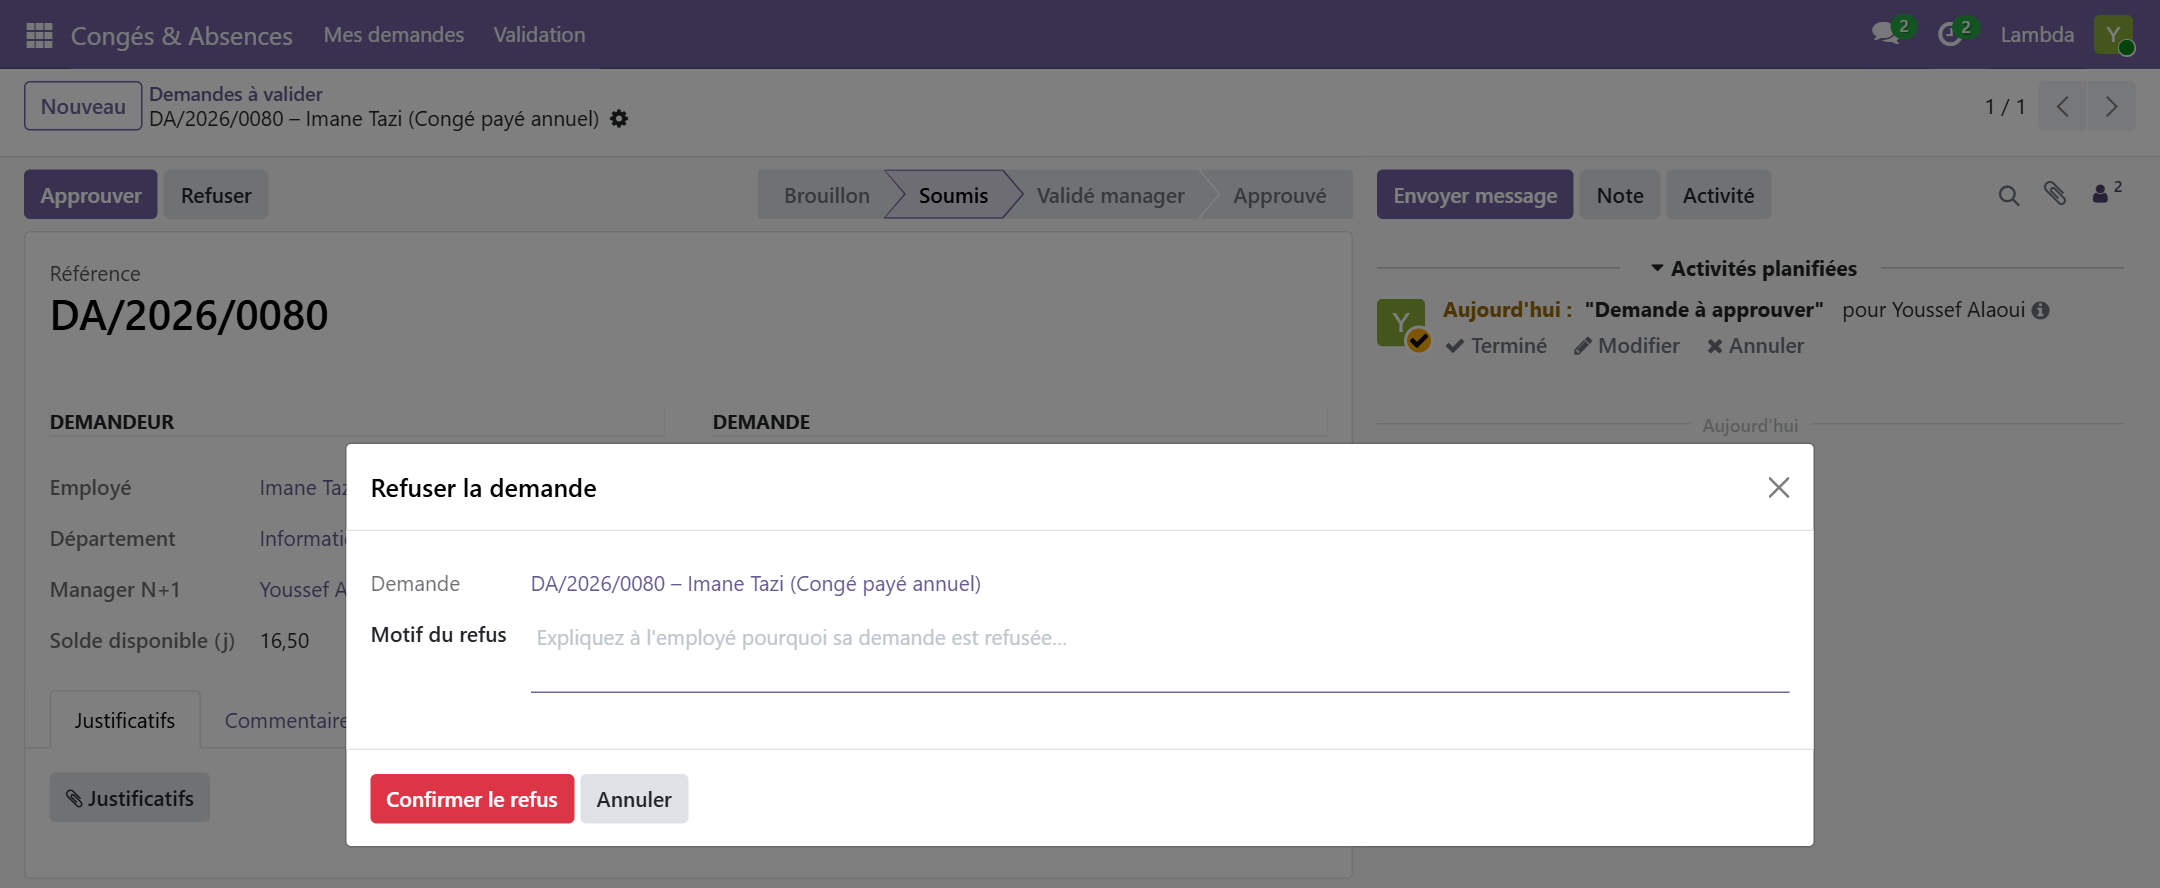 Congés & Absences Mes demandes Validation 2 2 Lambda Y
Nouveau
Demandes à valider
DA/2026/0080 – Imane Tazi (Congé payé annuel)
1 / 1
Approuver Refuser
Brouillon Soumis Validé manager Approuvé
Envoyer message Note Activité 2
Référence
DA/2026/0080
Activités planifiées
Y Aujourd'hui : "Demande à approuver" pour Youssef Alaoui
Terminé Modifier Annuler
Aujourd'hui
DEMANDEUR DEMANDE
Employé Imane Taz
Département Informati
Manager N+1 Youssef A
Solde disponible (j) 16,50
Justificatifs Commentaire
Justificatifs
Refuser la demande
Demande DA/2026/0080 – Imane Tazi (Congé payé annuel)
Motif du refus Expliquez à l'employé pourquoi sa demande est refusée...
Confirmer le refus Annuler